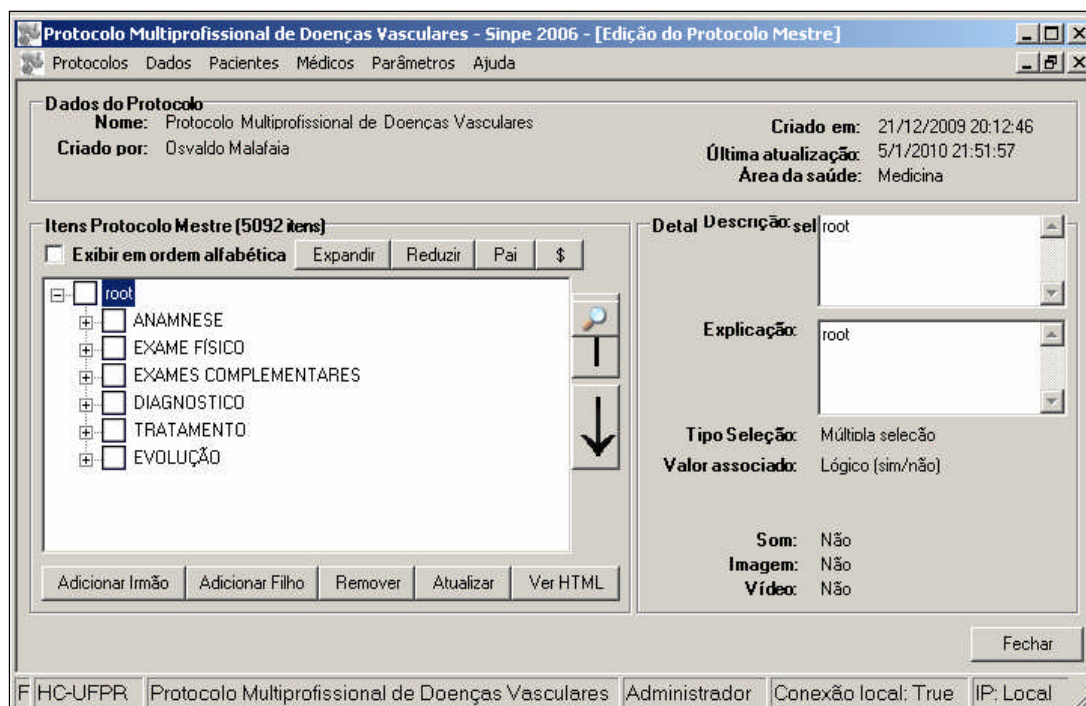 Protocolo Multiprofissional de Doenças Vasculares - Sinpe 2006 - [Edição do Protocolo Mestre]
Protocolos Dados Pacientes Médicos Parâmetros Ajuda
Dados do Protocolo
Nome: Protocolo Multiprofissional de Doenças Vasculares
Criado por: Osvaldo Malafaia
Criado em: 21/12/2009 20:12:46
Última atualização: 5/1/2010 21:51:57
Área da saúde: Medicina
Itens Protocolo Mestre (5092 itens)
Exibir em ordem alfabética Expandir Reduzir Pai $
root
ANAMNESE
EXAME FÍSICO
EXAMES COMPLEMENTARES
DIAGNOSTICO
TRATAMENTO
EVOLUÇÃO
Adicionar Irmão Adicionar Filho Remover Atualizar Ver HTML
Detal Descrição: sel root
Explicação: root
Tipo Seleção: Múltipla selecão
Valor associado: Lógico (sim/não)
Som: Não
Imagem: Não
Vídeo: Não
Fechar
F HC-UFPR Protocolo Multiprofissional de Doenças Vasculares Administrador Conexão local: True IP: Local